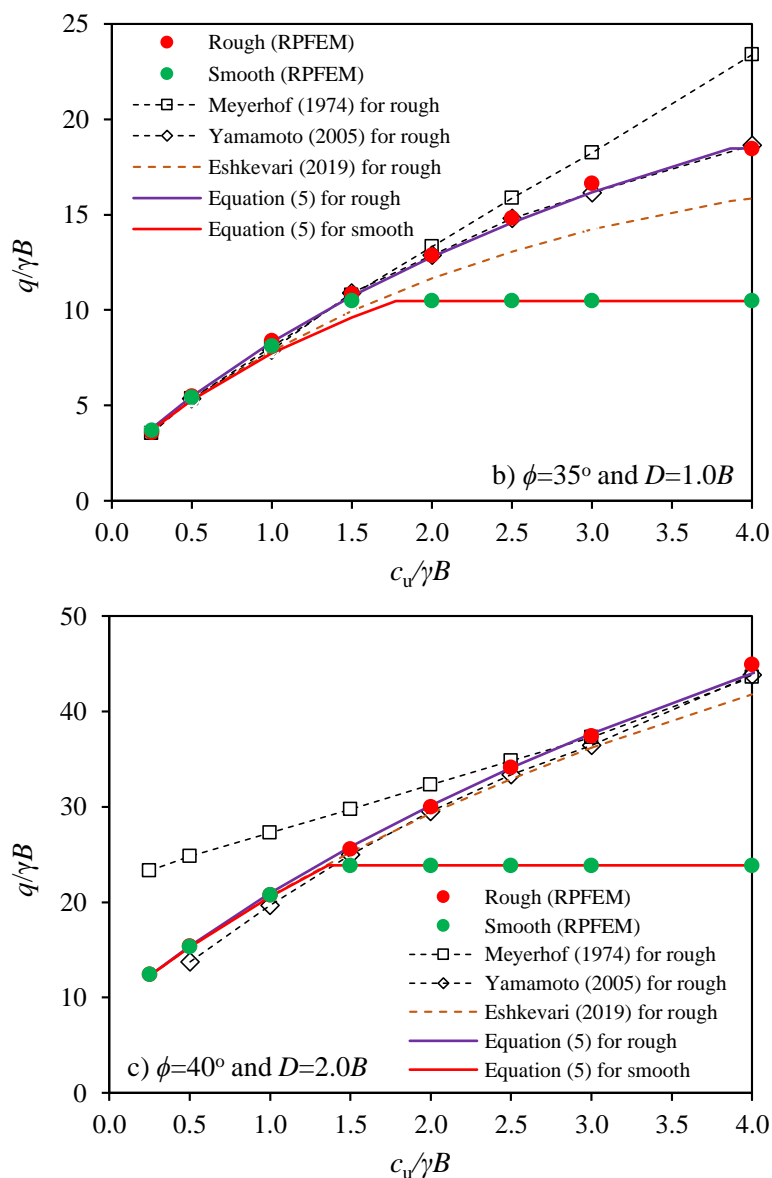 25
20
15
10
5
0
q/γB
Rough (RPFEM)
Smooth (RPFEM)
Meyerhof (1974) for rough
Yamamoto (2005) for rough
Eshkevari (2019) for rough
Equation (5) for rough
Equation (5) for smooth
b) ϕ=35° and D=1.0B
0.0 0.5 1.0 1.5 2.0 2.5 3.0 3.5 4.0
cᵤ/γB
50
40
30
20
10
0
q/γB
Rough (RPFEM)
Smooth (RPFEM)
Meyerhof (1974) for rough
Yamamoto (2005) for rough
Eshkevari (2019) for rough
Equation (5) for rough
Equation (5) for smooth
c) ϕ=40° and D=2.0B
0.0 0.5 1.0 1.5 2.0 2.5 3.0 3.5 4.0
cᵤ/γB